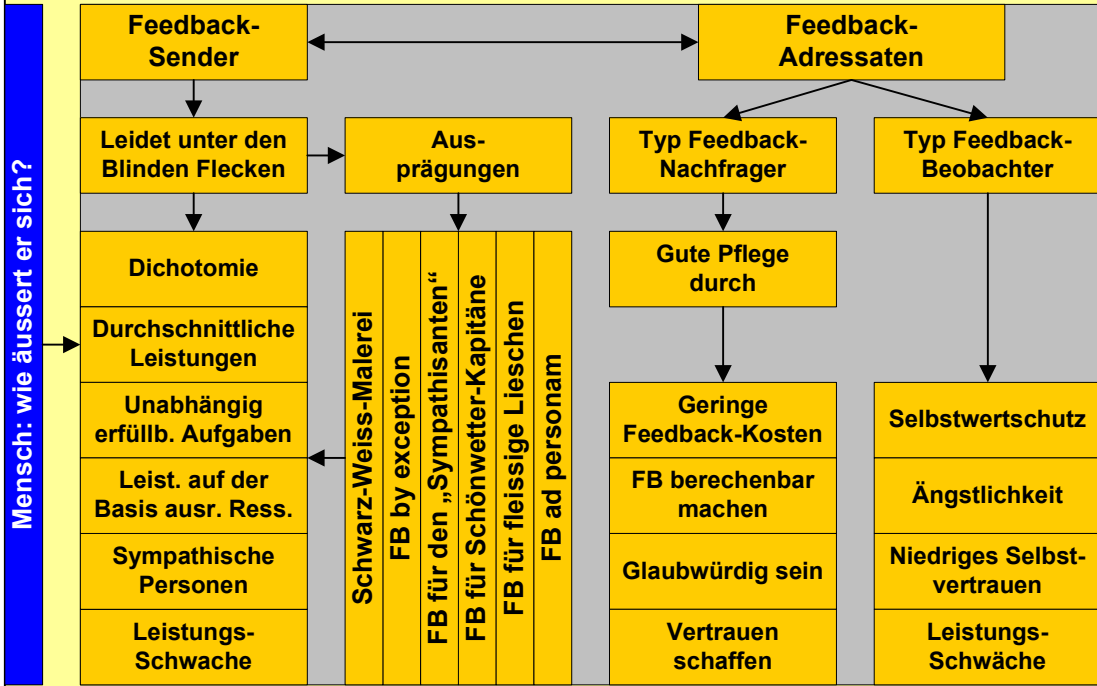 Mensch: wie äussert er sich?
Feedback-
Sender
Feedback-
Adressaten
Leidet unter den
Blinden Flecken
Aus-
prägungen
Typ Feedback-
Nachfrager
Typ Feedback-
Beobachter
Dichotomie
Durchschnittliche
Leistungen
Unabhängig
erfüllb. Aufgaben
Leist. auf der
Basis ausr. Ress.
Sympathische
Personen
Leistungs-
Schwache
Schwarz-Weiss-Malerei
FB by exception
FB für den „Sympathisanten“
FB für Schönwetter-Kapitäne
FB für fleissige Lieschen
FB ad personam
Gute Pflege
durch
Geringe
Feedback-Kosten
FB berechenbar
machen
Glaubwürdig sein
Vertrauen
schaffen
Selbstwertschutz
Ängstlichkeit
Niedriges Selbst-
vertrauen
Leistungs-
Schwäche